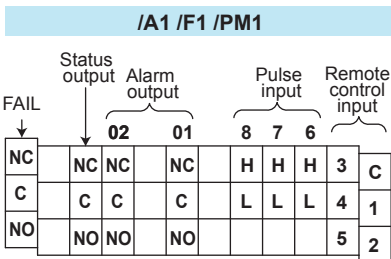 /A1 /F1 /PM1
Status output
Alarm output
Pulse input
Remote control input
FAIL
02 01 8 7 6
NC NC NC NC H H H 3 C
C C C C L L L 4 1
NO NO NO NO 5 2